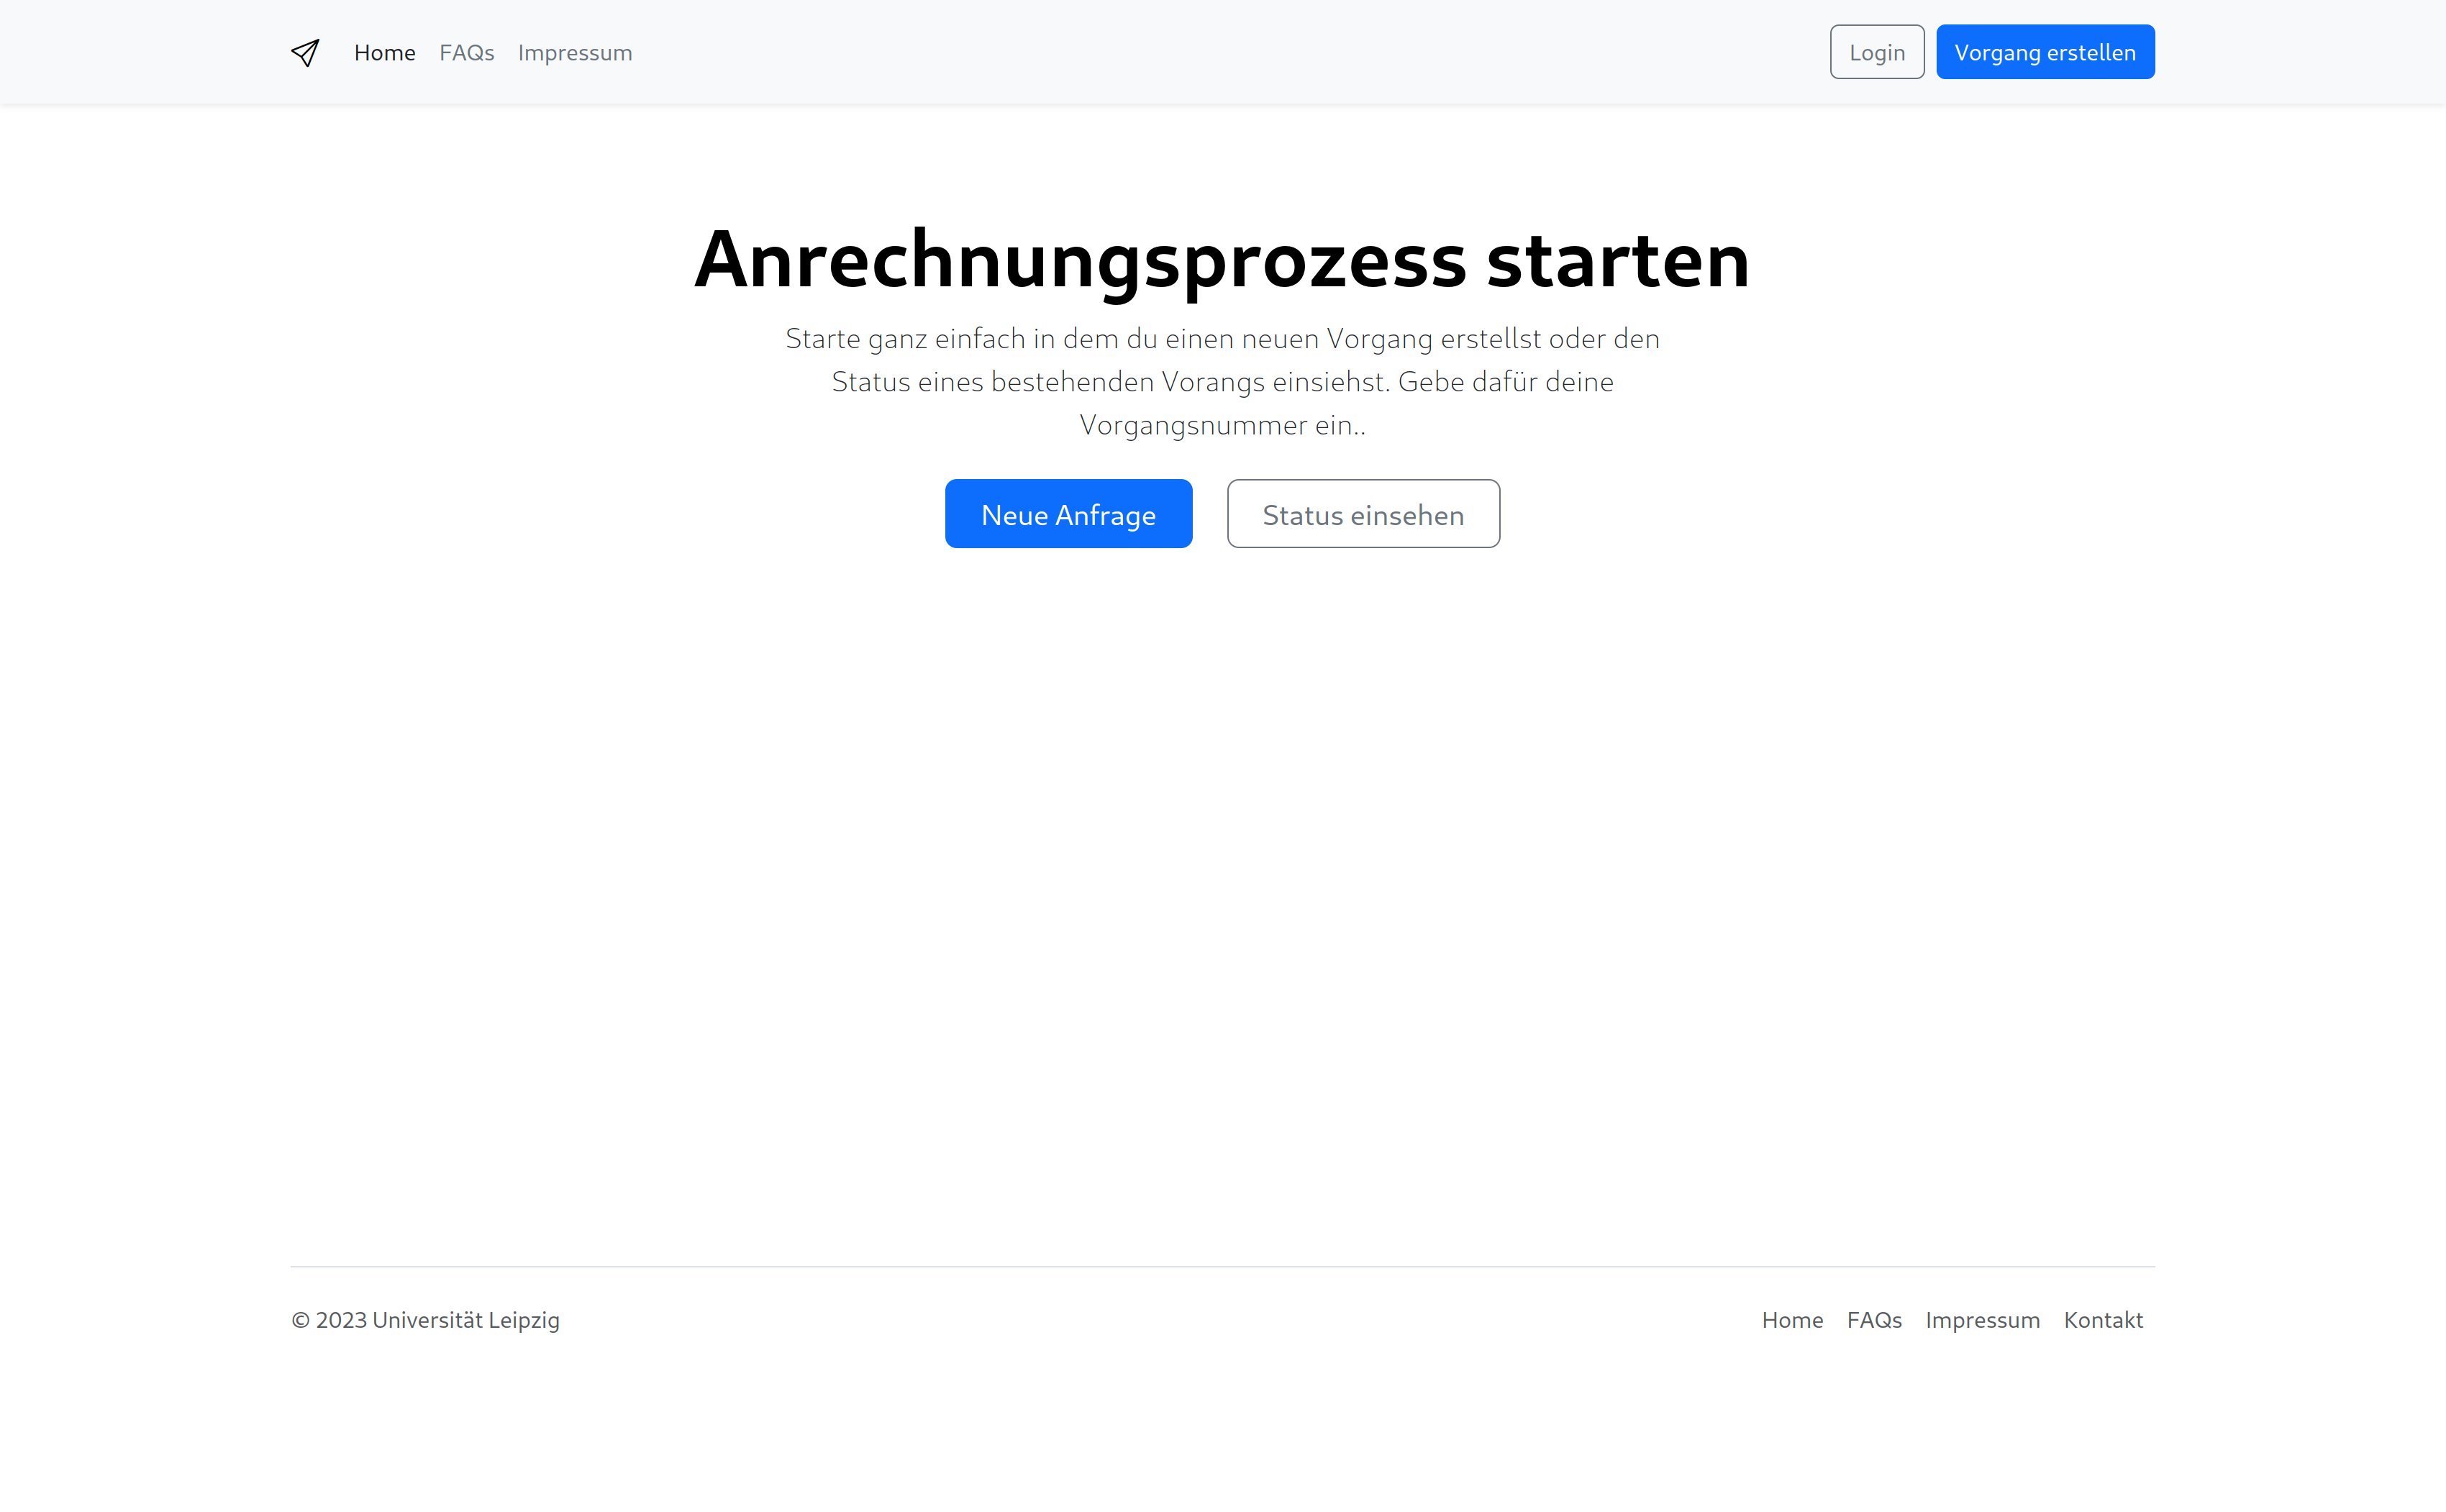 Home FAQs Impressum Login Vorgang erstellen
Anrechnungsprozess starten
Starte ganz einfach in dem du einen neuen Vorgang erstellst oder den
Status eines bestehenden Vorangs einsiehst. Gebe dafür deine
Vorgangsnummer ein..
Neue Anfrage Status einsehen
© 2023 Universität Leipzig Home FAQs Impressum Kontakt